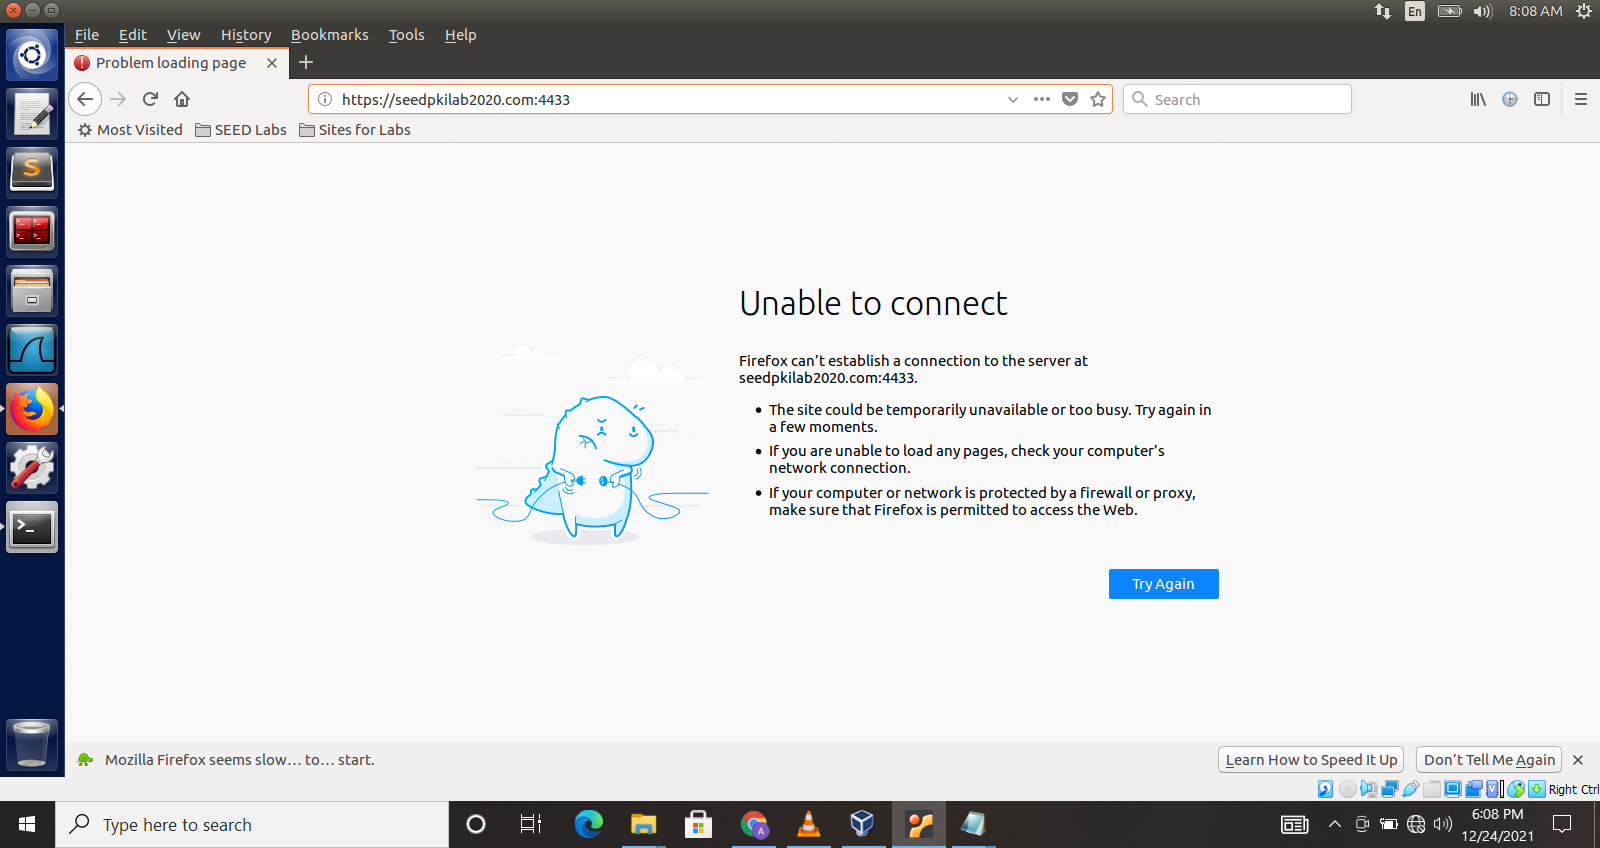 En 8:08 AM
File Edit View History Bookmarks Tools Help
Problem loading page
https://seedpkilab2020.com:4433 Search
Most Visited SEED Labs Sites for Labs
Unable to connect
Firefox can’t establish a connection to the server at
seedpkilab2020.com:4433.
The site could be temporarily unavailable or too busy. Try again in
a few moments.
If you are unable to load any pages, check your computer’s
network connection.
If your computer or network is protected by a firewall or proxy,
make sure that Firefox is permitted to access the Web.
Try Again
Mozilla Firefox seems slow… to… start. Learn How to Speed It Up Don’t Tell Me Again
Right Ctrl
Type here to search
6:08 PM
12/24/2021